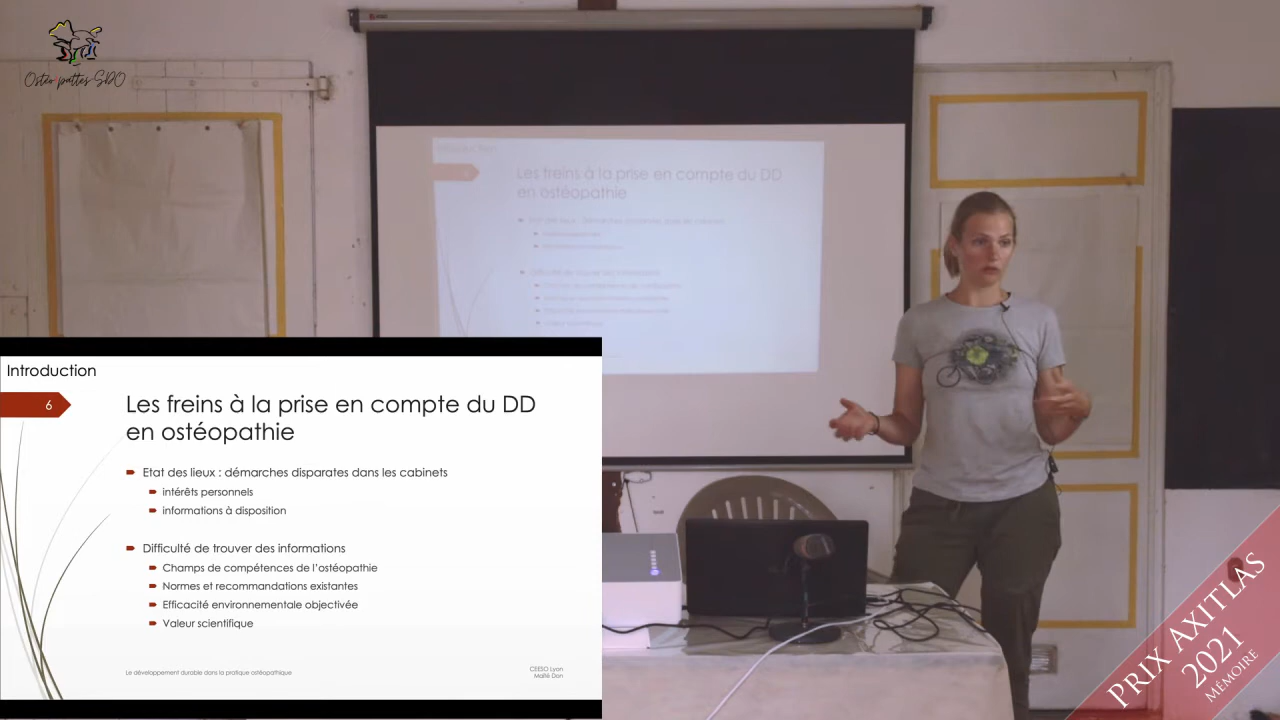 Ostéo pattes SDO
Les freins à la prise en compte du DD
en ostéopathie
Introduction
6
Les freins à la prise en compte du DD
en ostéopathie
Etat des lieux : démarches disparates dans les cabinets
intérêts personnels
informations à disposition
Difficulté de trouver des informations
Champs de compétences de l'ostéopathie
Normes et recommandations existantes
Efficacité environnementale objectivée
Valeur scientifique
Le développement durable dans la pratique ostéopathique
CEESO Lyon
Maïlé Dan
PRIX AXITLAS
2021
MÉMOIRE